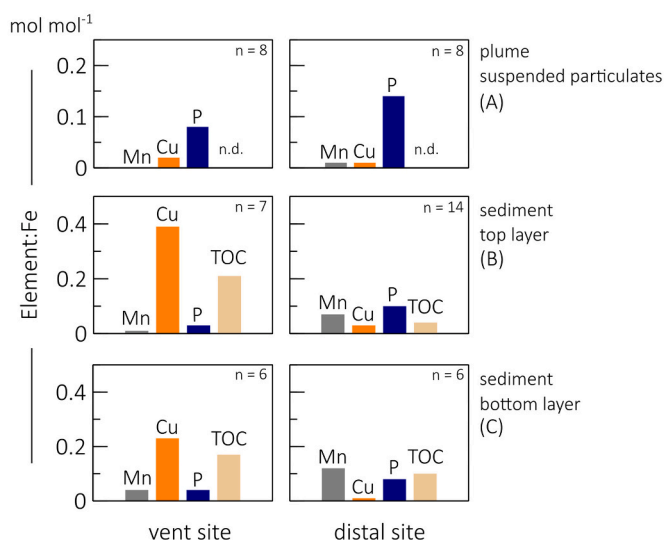 mol mol⁻¹
Element:Fe
0.2
0.1
0
n = 8
Mn
Cu
P
n.d.
n = 8
Mn
Cu
P
n.d.
plume
suspended particulates
(A)
0.4
0.2
0
n = 7
Mn
Cu
P
TOC
n = 14
Mn
Cu
P
TOC
sediment
top layer
(B)
0.4
0.2
0
n = 6
Mn
Cu
P
TOC
n = 6
Mn
Cu
P
TOC
sediment
bottom layer
(C)
vent site
distal site